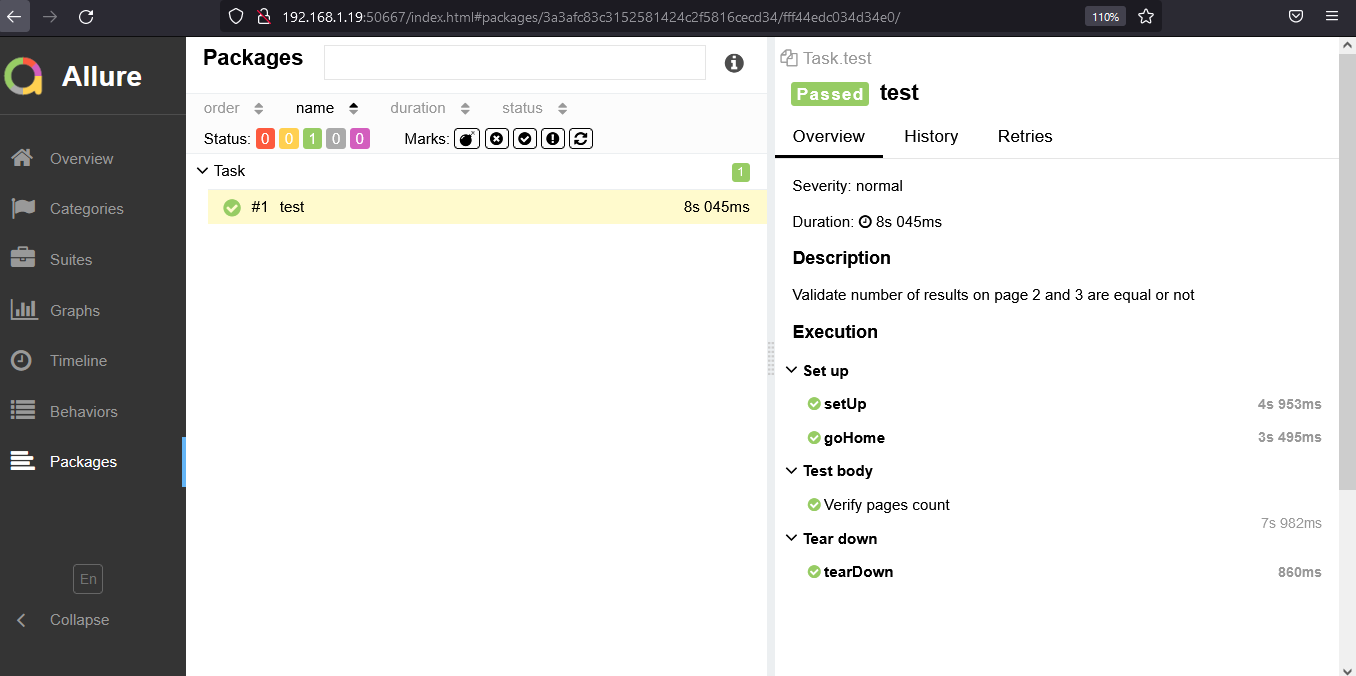 192.168.1.19:50667/index.html#packages/3a3afc83c3152581424c2f5816cecd34/fff44edc034d34e0/
110%
Allure
Overview
Categories
Suites
Graphs
Timeline
Behaviors
Packages
En
Collapse
Packages
order name duration status
Status: 0 0 1 0 0 Marks:
Task 1
#1 test 8s 045ms
Task.test
Passed test
Overview History Retries
Severity: normal
Duration: 8s 045ms
Description
Validate number of results on page 2 and 3 are equal or not
Execution
Set up
setUp 4s 953ms
goHome 3s 495ms
Test body
Verify pages count
7s 982ms
Tear down
tearDown 860ms